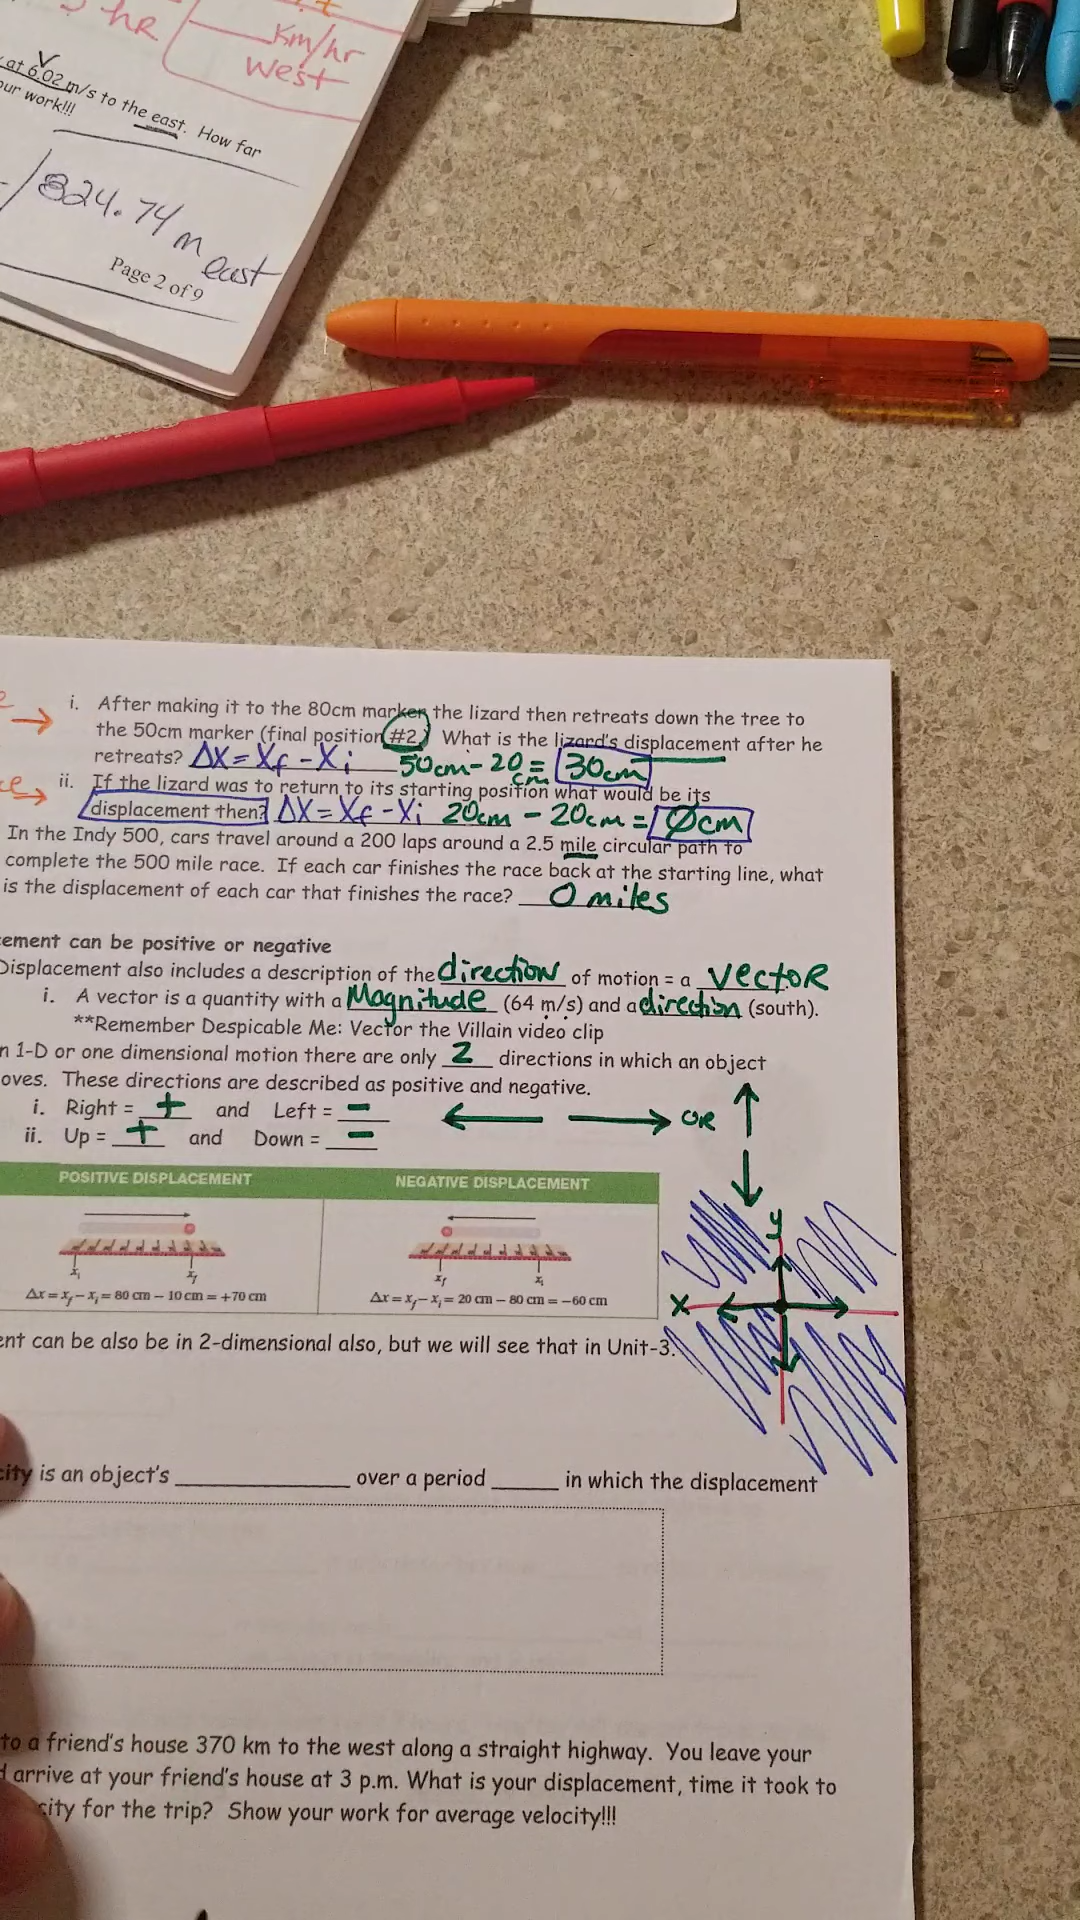 hr
Km/hr
West
at 6.02 m/s to the east. How far
our work!!!
824.74 m
east
Page 2 of 9
i. After making it to the 80cm marker, the lizard then retreats down the tree to
the 50cm marker (final position #2.) What is the lizard's displacement after he
retreats? ΔX = Xf - Xi 50cm - 20 cm = 30cm
ii. If the lizard was to return to its starting position what would be its
displacement then? ΔX = Xf - Xi 20cm - 20cm = 0cm
In the Indy 500, cars travel around a 200 laps around a 2.5 mile circular path to
complete the 500 mile race. If each car finishes the race back at the starting line, what
is the displacement of each car that finishes the race? 0 miles
ement can be positive or negative
Displacement also includes a description of the direction of motion = a vector
i. A vector is a quantity with a Magnitude (64 m/s) and a direction (south).
**Remember Despicable Me: Vector the Villain video clip
n 1-D or one dimensional motion there are only 2 directions in which an object
oves. These directions are described as positive and negative.
i. Right = + and Left = -
OR
ii. Up = + and Down = -
POSITIVE DISPLACEMENT NEGATIVE DISPLACEMENT
y
xi xf xf xi
Δx = xf - xi = 80 cm - 10 cm = +70 cm Δx = xf - xi = 20 cm - 80 cm = -60 cm
X
ent can be also be in 2-dimensional also, but we will see that in Unit-3.
city is an object's ____ over a period ____ in which the displacement
to a friend's house 370 km to the west along a straight highway. You leave your
arrive at your friend's house at 3 p.m. What is your displacement, time it took to
city for the trip? Show your work for average velocity!!!